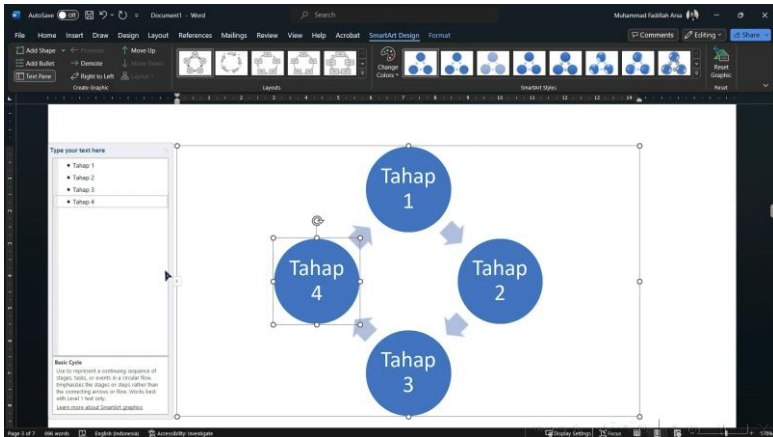 AutoSave Off Document1 - Word Search Muhammad Fadillah Arsa
File Home Insert Draw Design Layout References Mailings Review View Help Acrobat SmartArt Design Format Comments Editing Share
Add Shape Promote Move Up
Add Bullet Demote Move Down
Text Pane Right to Left Layout
Change Colors
Reset Graphic
Create Graphic Layouts SmartArt Styles Reset
Type your text here
Tahap 1
Tahap 2
Tahap 3
Tahap 4
Tahap
1
Tahap
2
Tahap
3
Tahap
4
Basic Cycle
Use to represent a continuing sequence of
stages, tasks, or events in a circular flow.
Emphasizes the stages or steps rather than
the connecting arrows or flow. Works best
with Level 1 text only.
Learn more about SmartArt graphics
Page 3 of 7 English (Indonesia) Accessibility: Investigate Display Settings Focus